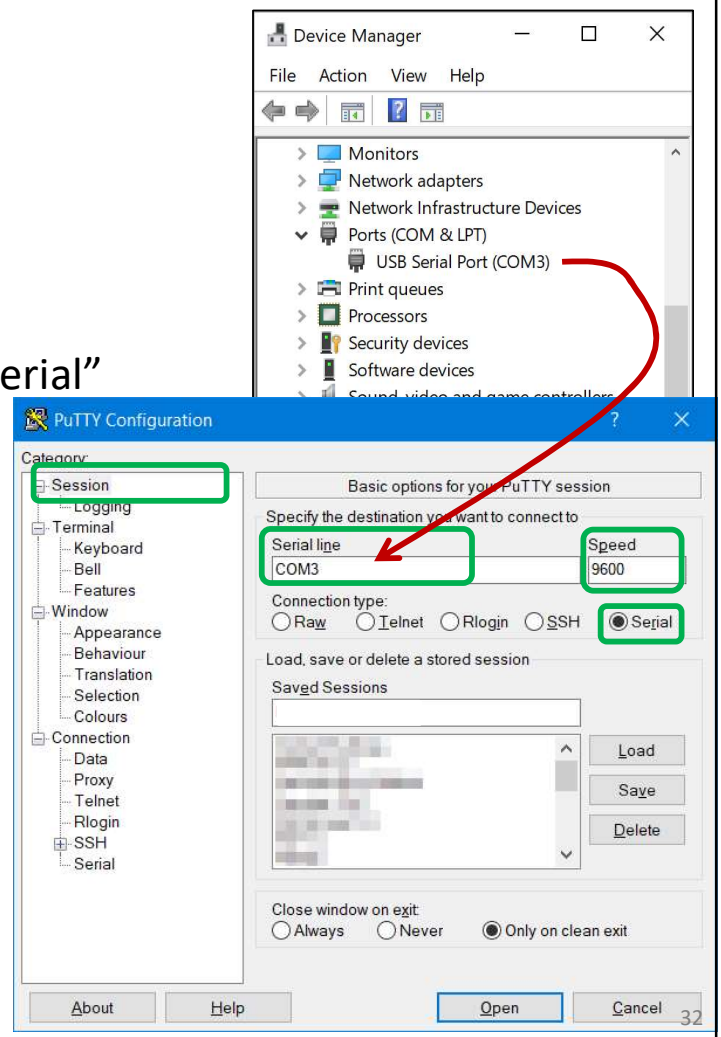 Device Manager
File Action View Help
Monitors
Network adapters
Network Infrastructure Devices
Ports (COM & LPT)
USB Serial Port (COM3)
Print queues
Processors
Security devices
Software devices
Sound, video and game controllers
erial”
PuTTY Configuration
Category:
Session
Logging
Terminal
Keyboard
Bell
Features
Window
Appearance
Behaviour
Translation
Selection
Colours
Connection
Data
Proxy
Telnet
Rlogin
SSH
Serial
Basic options for your PuTTY session
Specify the destination you want to connect to
Serial line Speed
COM3 9600
Connection type:
Raw Telnet Rlogin SSH Serial
Load, save or delete a stored session
Saved Sessions
Load
Save
Delete
Close window on exit:
Always Never Only on clean exit
About Help Open Cancel
32